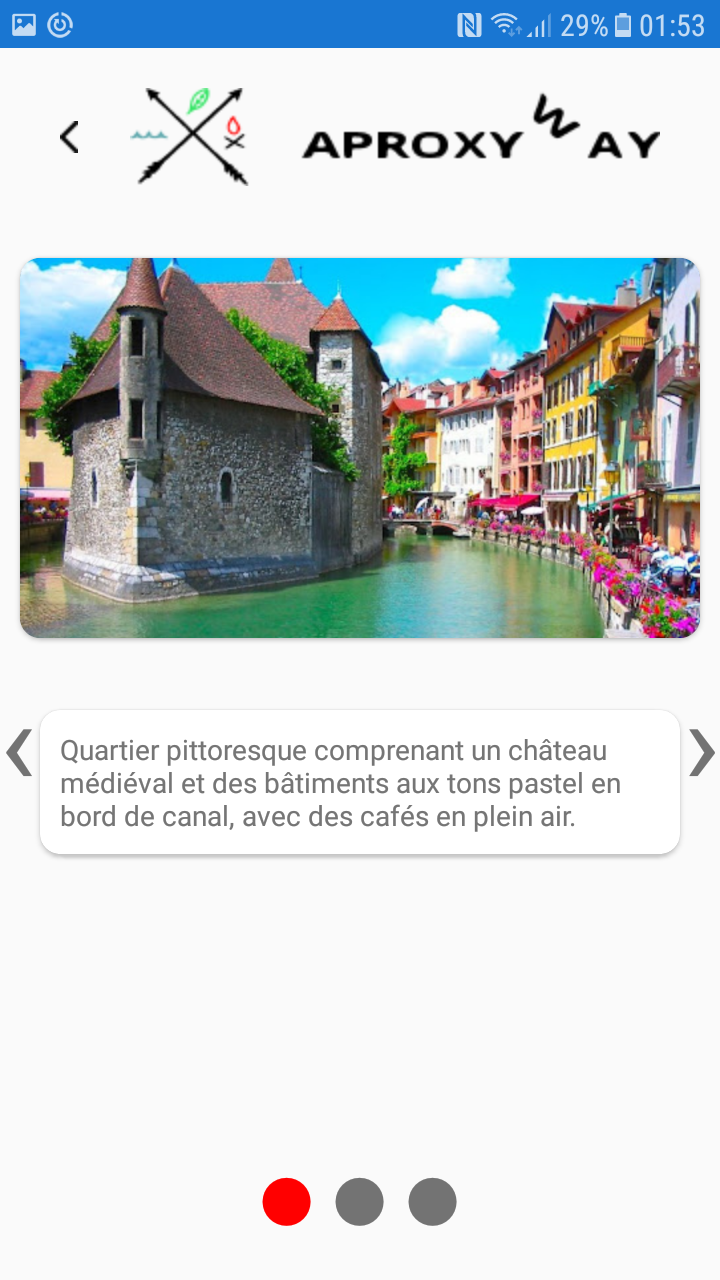 29% 01:53
APROXY WAY
Quartier pittoresque comprenant un château
médiéval et des bâtiments aux tons pastel en
bord de canal, avec des cafés en plein air.